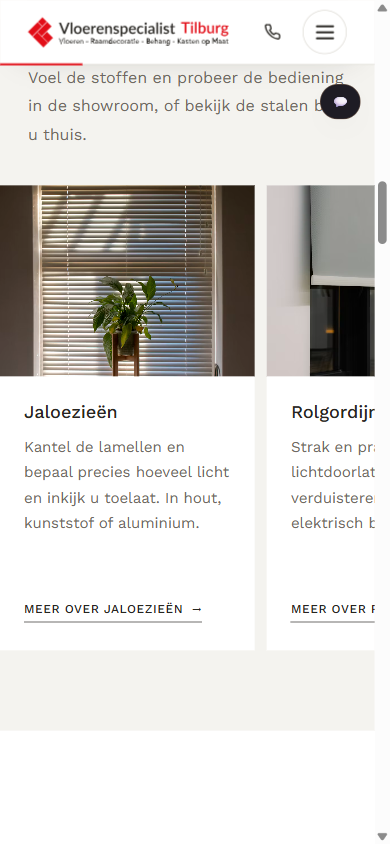 Vloerenspecialist Tilburg
Vloeren - Raamdecoratie - Behang - Kasten op Maat
Voel de stoffen en probeer de bediening
in de showroom, of bekijk de stalen b
u thuis.
Jaloezieën
Kantel de lamellen en
bepaal precies hoeveel licht
en inkijk u toelaat. In hout,
kunststof of aluminium.
MEER OVER JALOEZIEËN →
Rolgordijn
Strak en pra
lichtdoorlat
verduisteren
elektrisch b
MEER OVER R